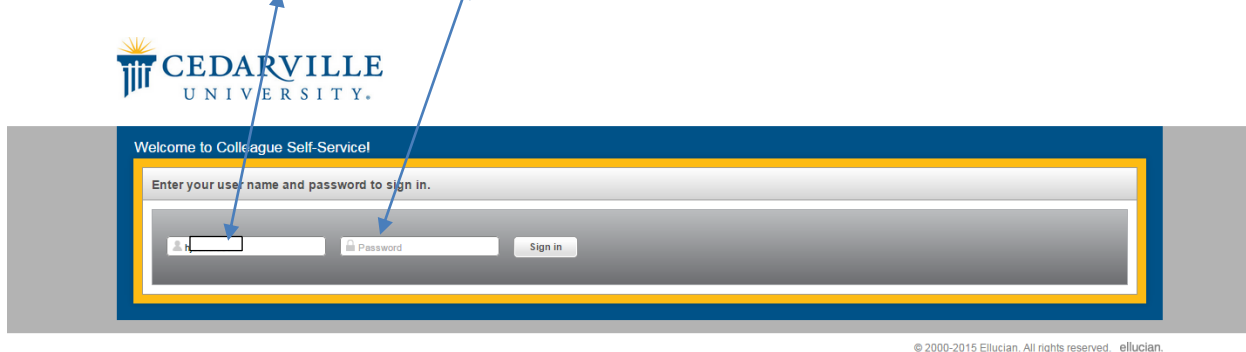 CEDARVILLE
UNIVERSITY®
Welcome to Colleague Self-Service!
Enter your user name and password to sign in.
Password Sign in
© 2000-2015 Ellucian. All rights reserved. ellucian.